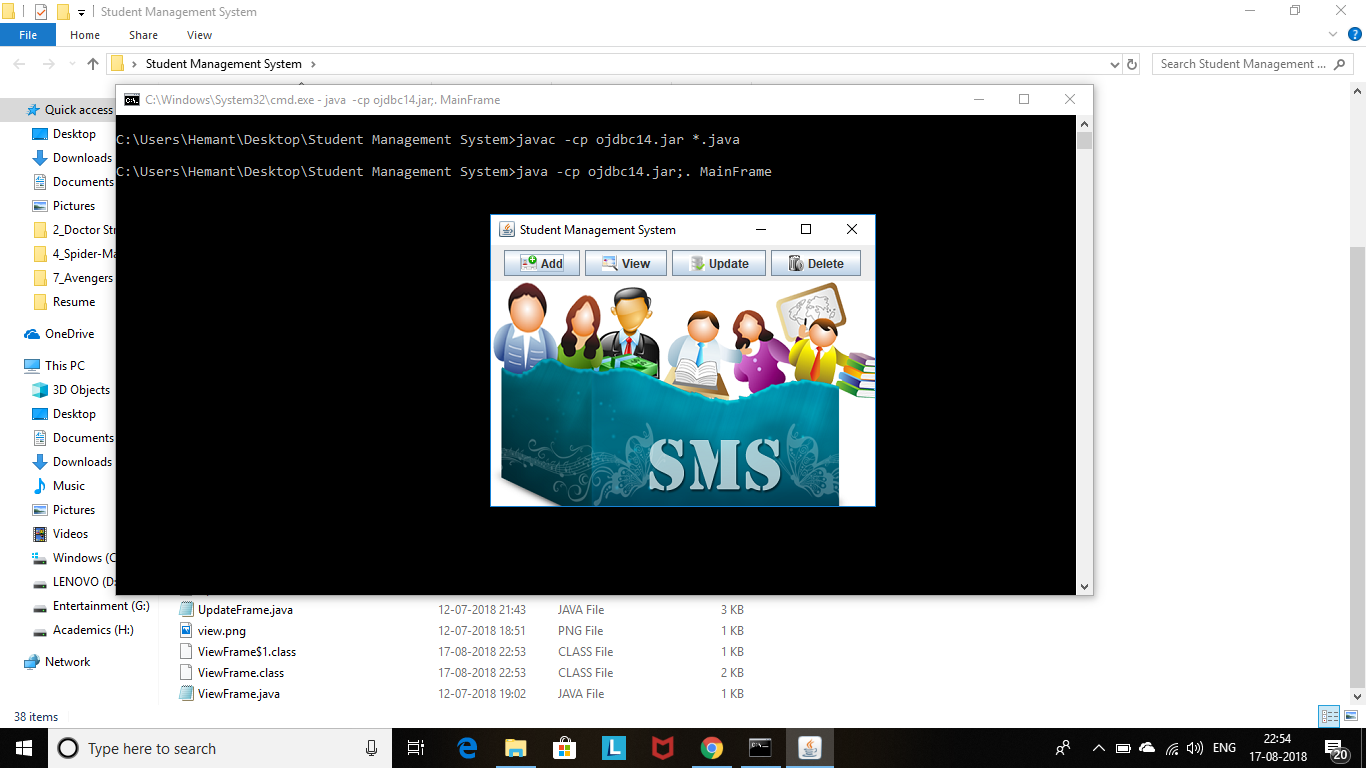 Student Management System
File Home Share View
Student Management System
Search Student Management ...
Quick access
Desktop
Downloads
Documents
Pictures
2_Doctor Str
4_Spider-Ma
7_Avengers
Resume
OneDrive
This PC
3D Objects
Desktop
Documents
Downloads
Music
Pictures
Videos
Windows (C
LENOVO (D:
Entertainment (G:)
Academics (H:)
Network
C:\Windows\System32\cmd.exe - java -cp ojdbc14.jar;. MainFrame
C:\Users\Hemant\Desktop\Student Management System>javac -cp ojdbc14.jar *.java
C:\Users\Hemant\Desktop\Student Management System>java -cp ojdbc14.jar;. MainFrame
Student Management System
Add View Update Delete
SMS
UpdateFrame.java 12-07-2018 21:43 JAVA File 3 KB
view.png 12-07-2018 18:51 PNG File 1 KB
ViewFrame$1.class 17-08-2018 22:53 CLASS File 1 KB
ViewFrame.class 17-08-2018 22:53 CLASS File 2 KB
ViewFrame.java 12-07-2018 19:02 JAVA File 1 KB
38 items
Type here to search
L
ENG
22:54
17-08-2018
20